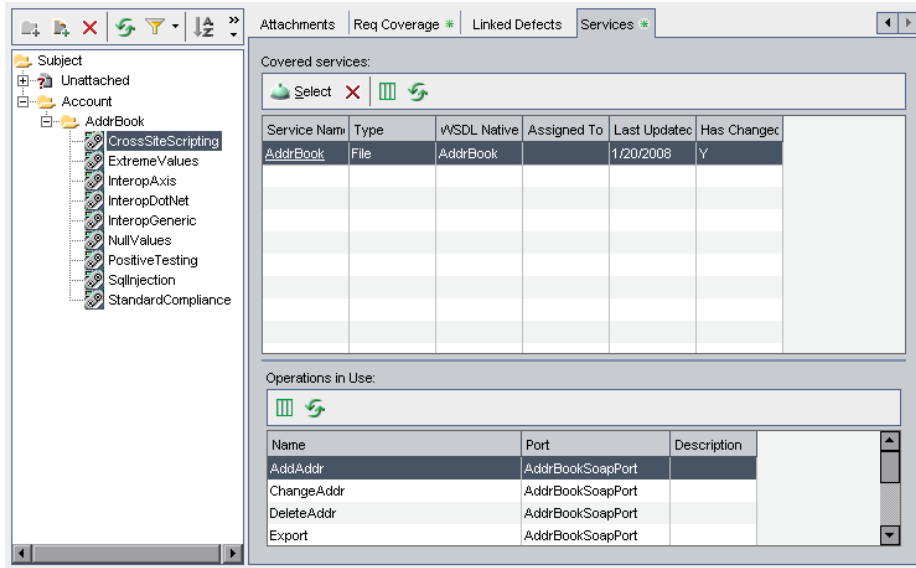 Subject
Unattached
Account
AddrBook
CrossSiteScripting
ExtremeValues
InteropAxis
InteropDotNet
InteropGeneric
NullValues
PositiveTesting
SqlInjection
StandardCompliance
Attachments Req Coverage * Linked Defects Services *
Covered services:
Select
Service Nam Type WSDL Native Assigned To Last Updatec Has Changec
AddrBook File AddrBook 1/20/2008 Y
Operations in Use:
Name Port Description
AddAddr AddrBookSoapPort
ChangeAddr AddrBookSoapPort
DeleteAddr AddrBookSoapPort
Export AddrBookSoapPort